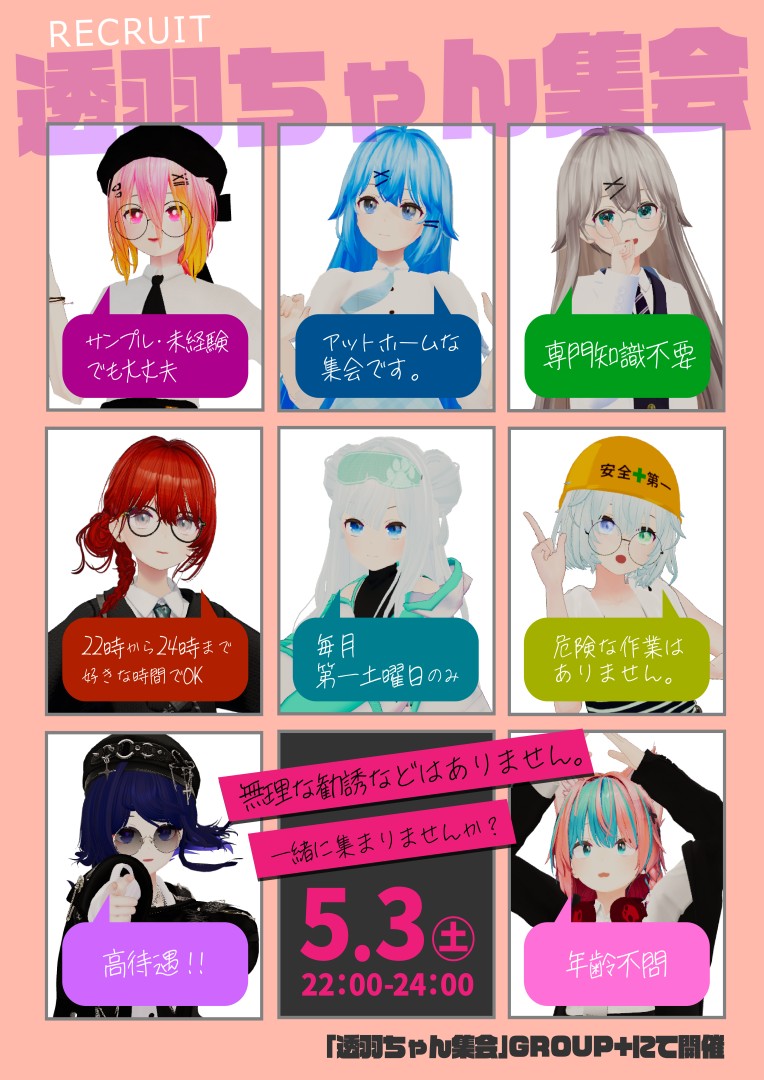 RECRUIT
透羽ちゃん集会
サンプル・未経験
でも大丈夫
アットホームな
集会です。
専門知識不要
22時から24時まで
好きな時間でOK
毎月
第一土曜日のみ
安全+第一
危険な作業は
ありません。
無理な勧誘などはありません。
一緒に集まりませんか？
高待遇!!
5.3土
22:00-24:00
年齢不問
「透羽ちゃん集会」GROUP+にて開催